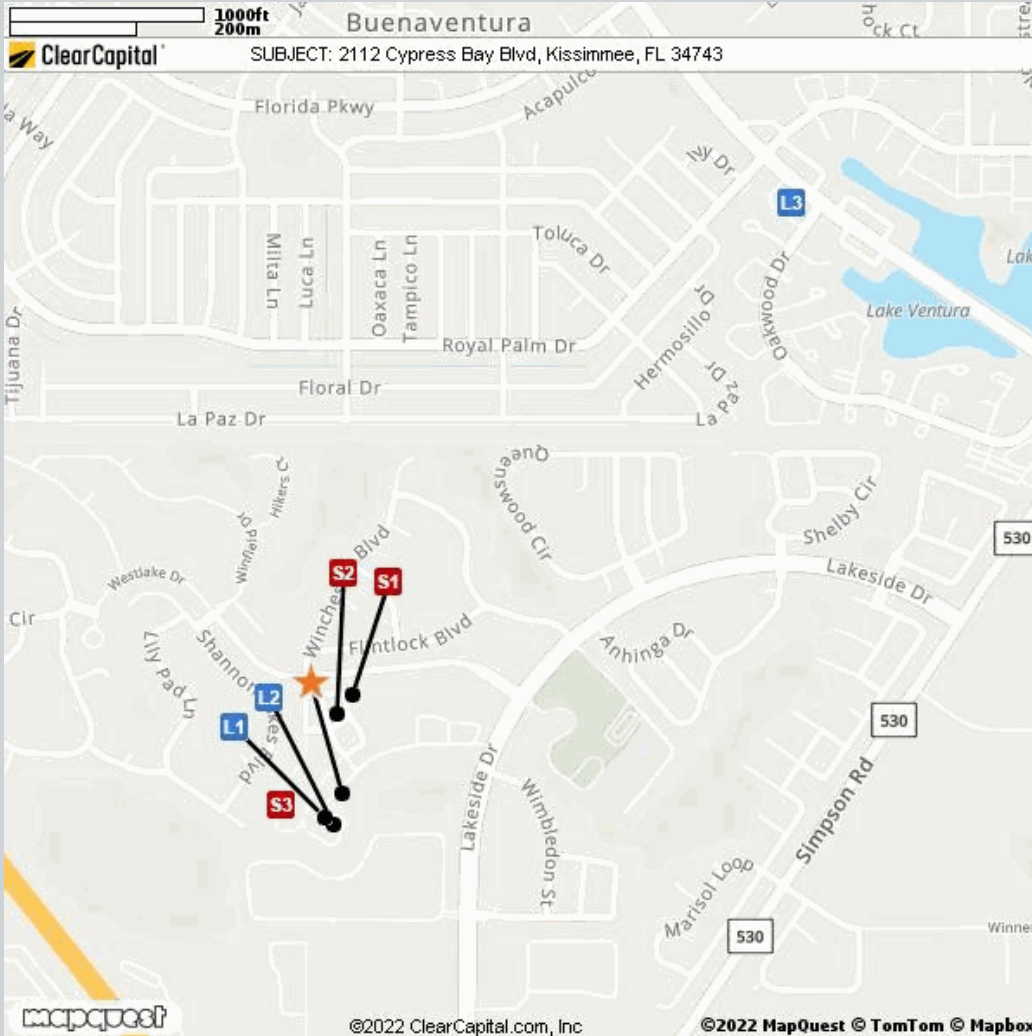 1000ft
200m
Buenaventura
ClearCapital
SUBJECT: 2112 Cypress Bay Blvd, Kissimmee, FL 34743
Florida Pkwy
Acapulco
Ivy Dr
L3
Toluca Dr
Milta Ln
Luca Ln
Oaxaca Ln
Tampico Ln
Oakwood Dr
Lake Ventura
Tijuana Dr
Royal Palm Dr
Hermosillo Dr
Floral Dr
La Paz Dr
La Paz Dr
Queenswood Cir
Hikers Ct
Winfield Dr
Shelby Cir
530
Westlake Dr
Blvd
S2
S1
Lakeside Dr
Cir
Flintlock Blvd
Anhinga Dr
Lily Pad Ln
L2
L1
Blvd
530
S3
Lakeside Dr
Wimbledon St
Simpson Rd
Marisol Loop
530
mapquest
©2022 ClearCapital.com, Inc
©2022 MapQuest © TomTom © Mapbox